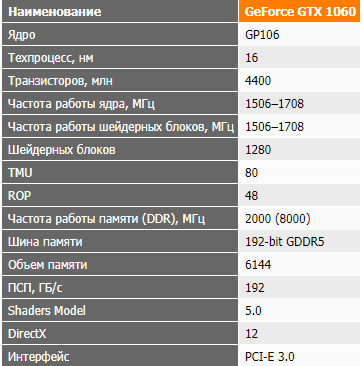 Наименование GeForce GTX 1060
Ядро GP106
Техпроцесс, нм 16
Транзисторов, млн 4400
Частота работы ядра, МГц 1506–1708
Частота работы шейдерных блоков, МГц 1506–1708
Шейдерных блоков 1280
TMU 80
ROP 48
Частота работы памяти (DDR), МГц 2000 (8000)
Шина памяти 192-bit GDDR5
Объем памяти 6144
ПСП, ГБ/с 192
Shaders Model 5.0
DirectX 12
Интерфейс PCI-E 3.0